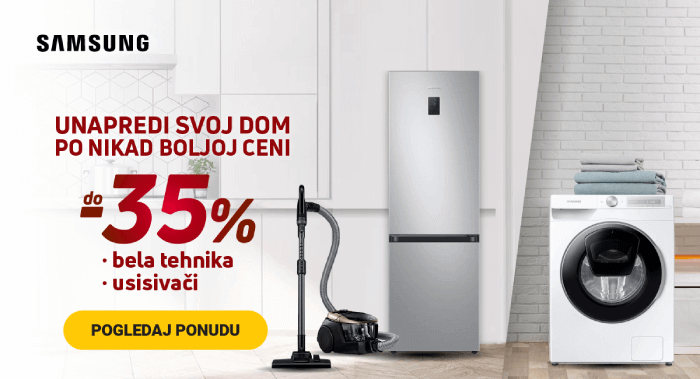 SAMSUNG
UNAPREDI SVOJ DOM
PO NIKAD BOLJOJ CENI
do
-35%
· bela tehnika
· usisivači
POGLEDAJ PONUDU